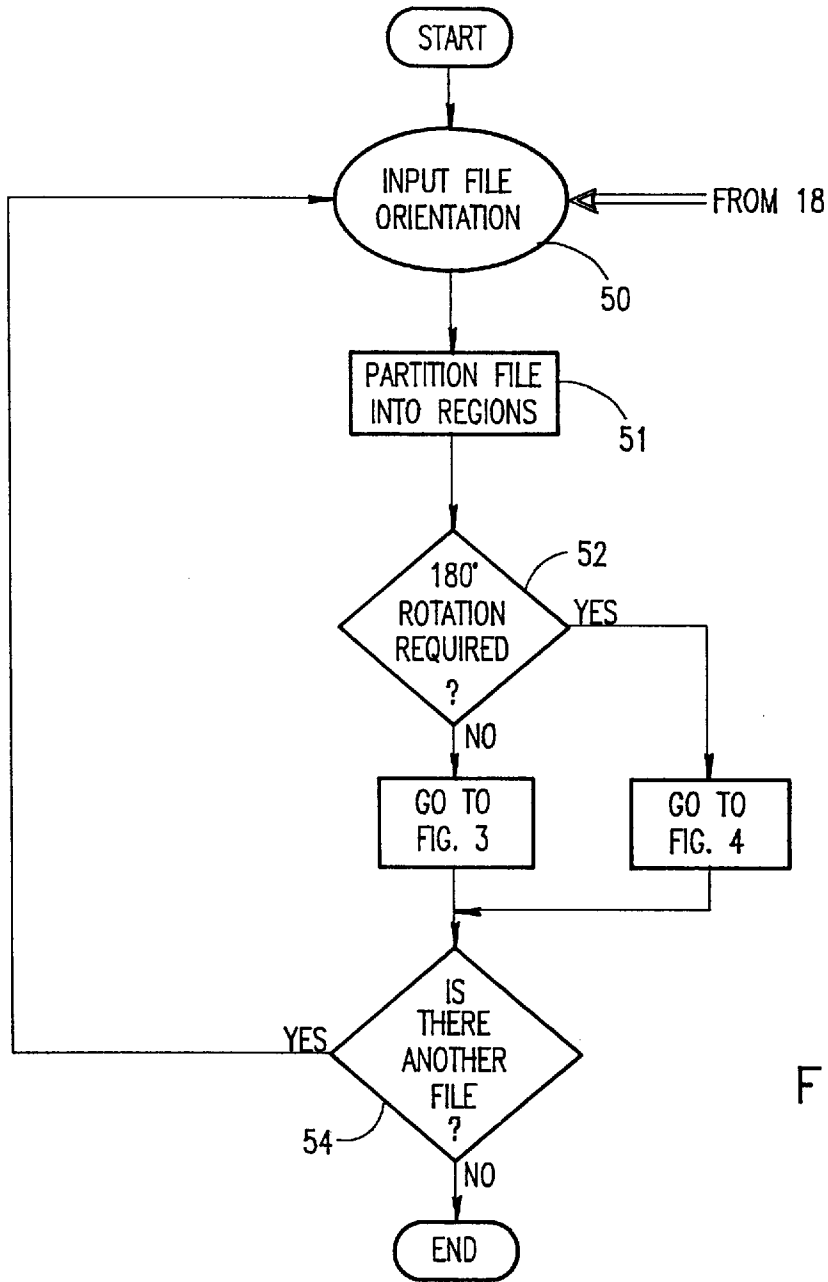 START
INPUT FILE
ORIENTATION
FROM 18
50
PARTITION FILE
INTO REGIONS
51
52
180°
ROTATION
REQUIRED
?
YES
NO
GO TO
FIG. 3
GO TO
FIG. 4
IS
THERE
ANOTHER
FILE
?
YES
54
F
NO
END